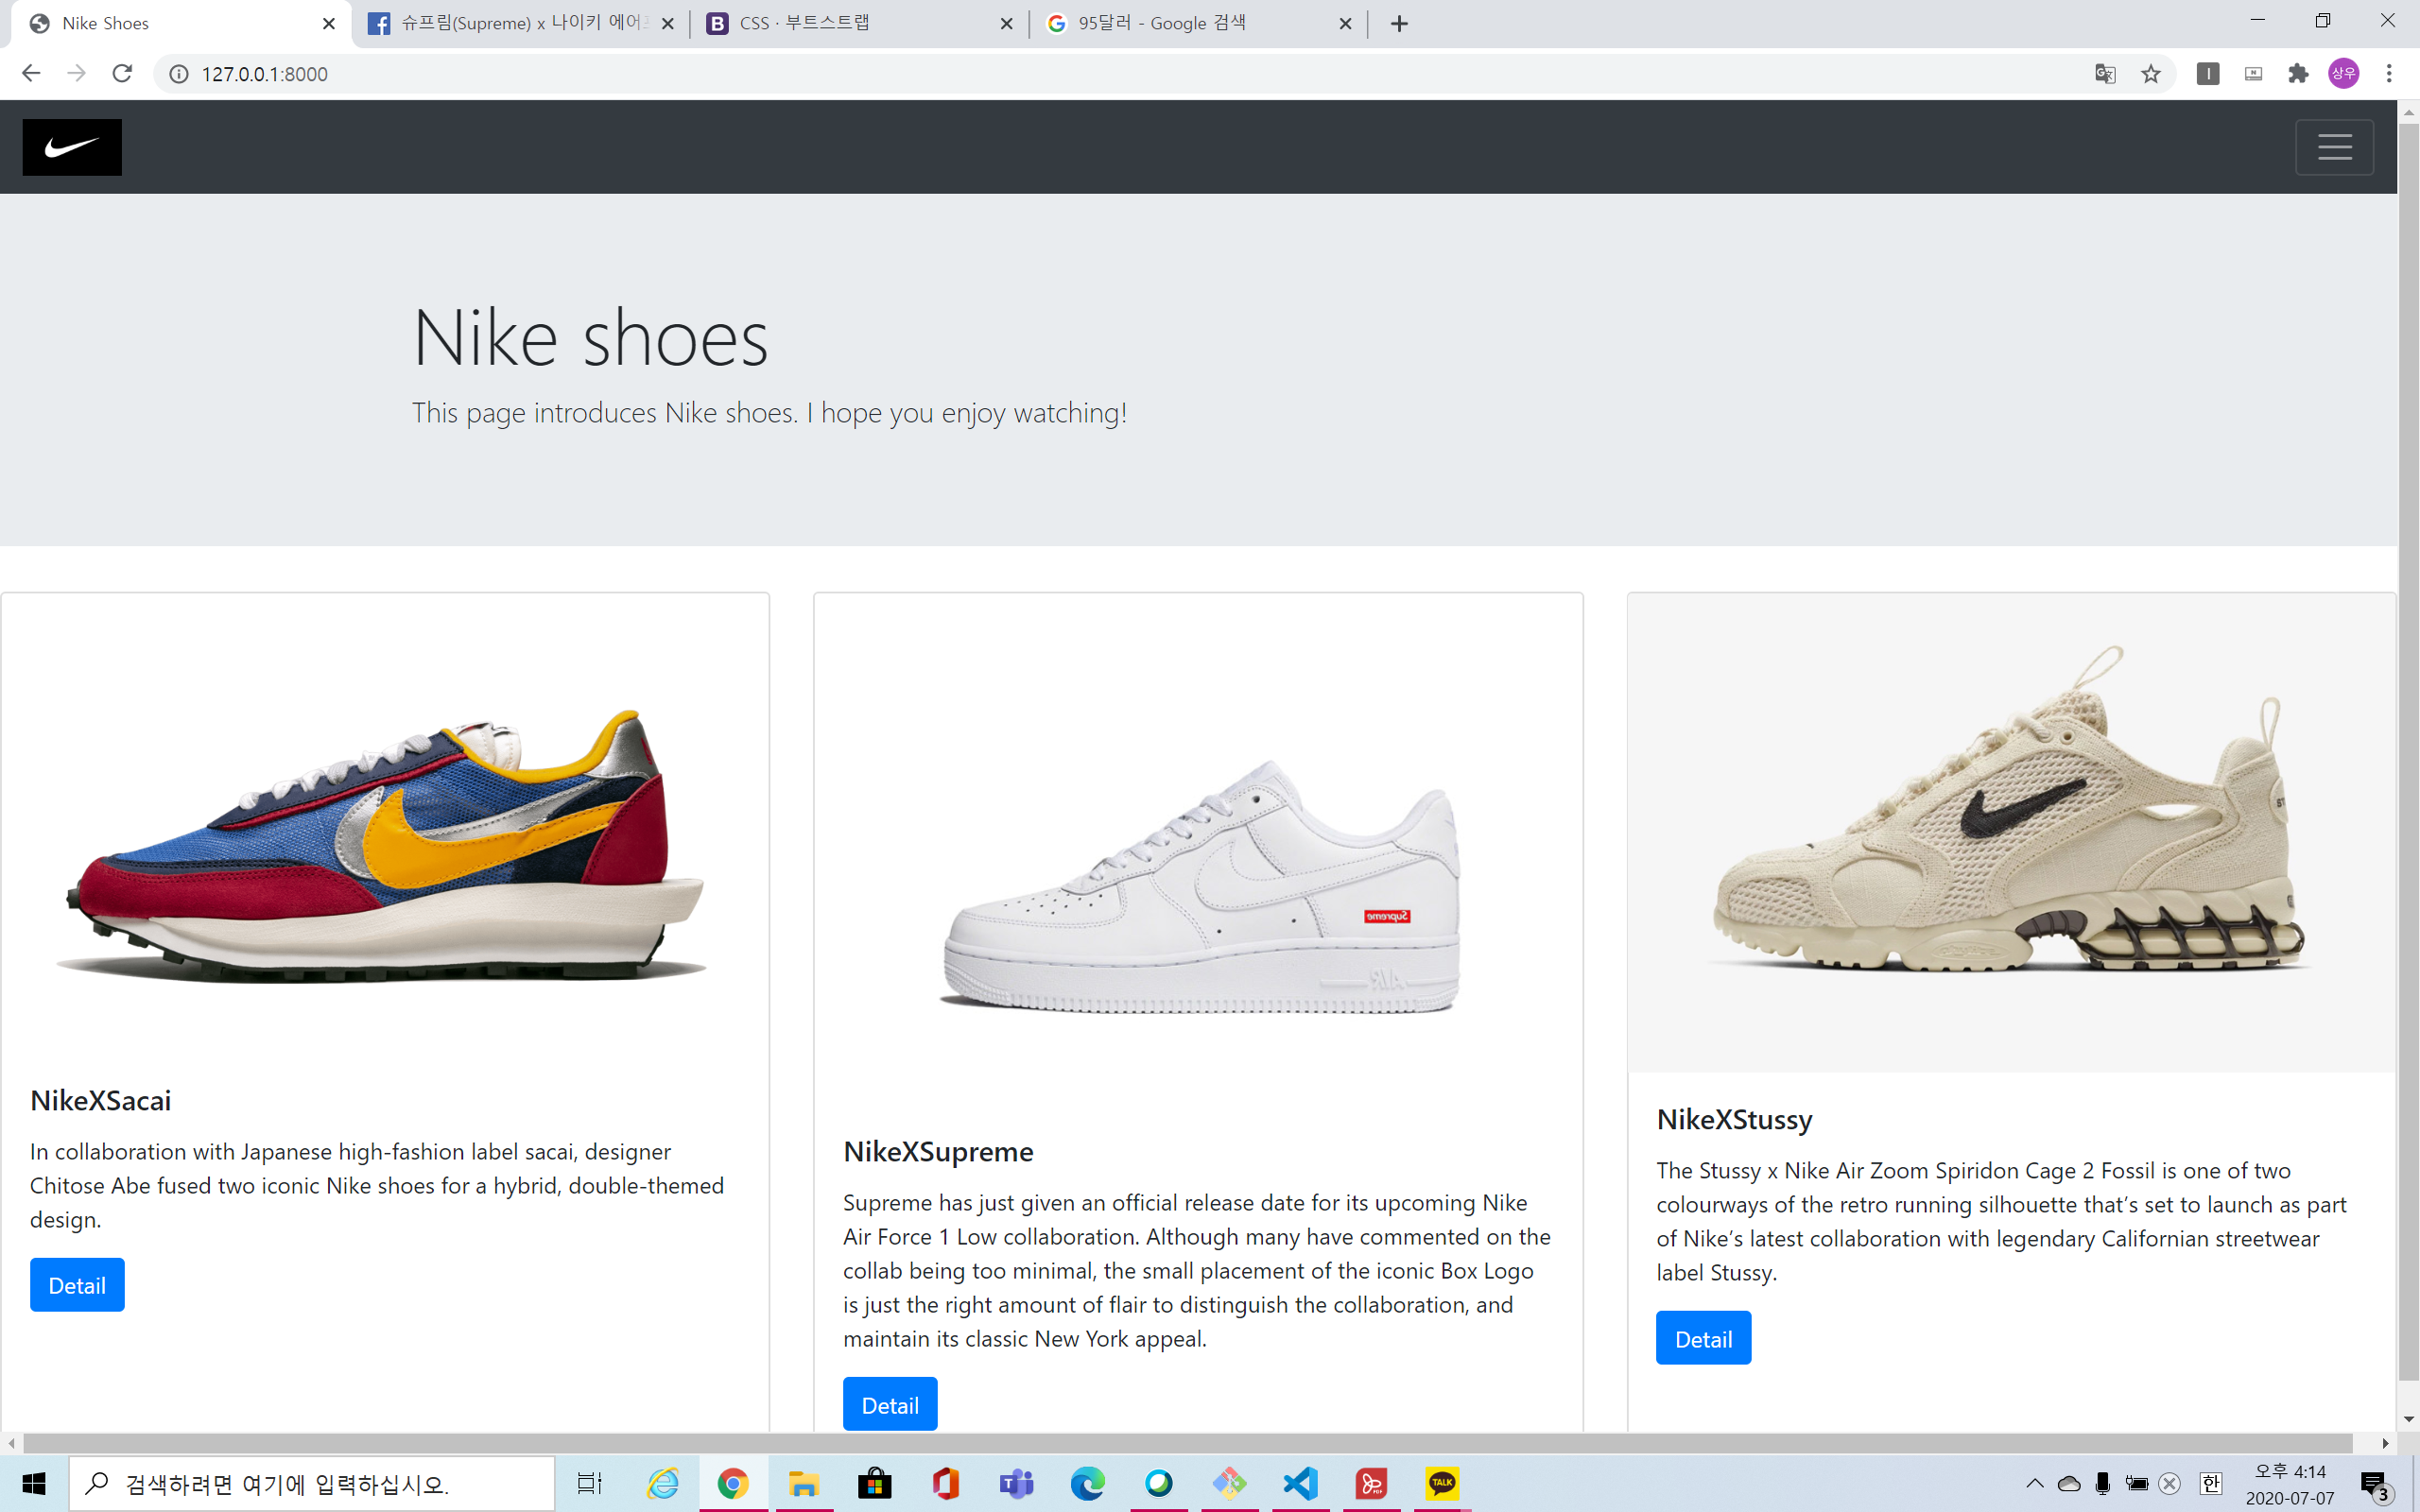 Nike Shoes
슈프림(Supreme) x 나이키 에어
CSS · 부트스트랩
95달러 - Google 검색
127.0.0.1:8000
상우
Nike shoes
This page introduces Nike shoes. I hope you enjoy watching!
Supreme
AIR
NikeXSacai
In collaboration with Japanese high-fashion label sacai, designer
Chitose Abe fused two iconic Nike shoes for a hybrid, double-themed
design.
Detail
NikeXSupreme
Supreme has just given an official release date for its upcoming Nike
Air Force 1 Low collaboration. Although many have commented on the
collab being too minimal, the small placement of the iconic Box Logo
is just the right amount of flair to distinguish the collaboration, and
maintain its classic New York appeal.
Detail
NikeXStussy
The Stussy x Nike Air Zoom Spiridon Cage 2 Fossil is one of two
colourways of the retro running silhouette that’s set to launch as part
of Nike’s latest collaboration with legendary Californian streetwear
label Stussy.
Detail
검색하려면 여기에 입력하십시오.
TALK
한
오후 4:14
2020-07-07
3